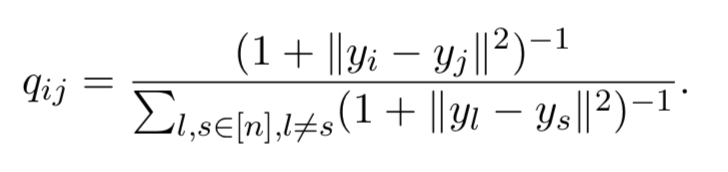 q_{ij} = \frac{(1 + \|y_i - y_j\|^2)^{-1}}{\sum_{l,s \in [n], l \neq s} (1 + \|y_l - y_s\|^2)^{-1}}.